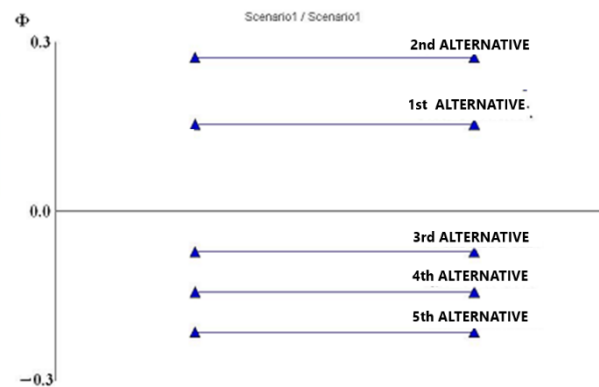 Φ
Scenario1 / Scenario1
0.3
2nd ALTERNATIVE
1st ALTERNATIVE
0.0
3rd ALTERNATIVE
4th ALTERNATIVE
5th ALTERNATIVE
−0.3